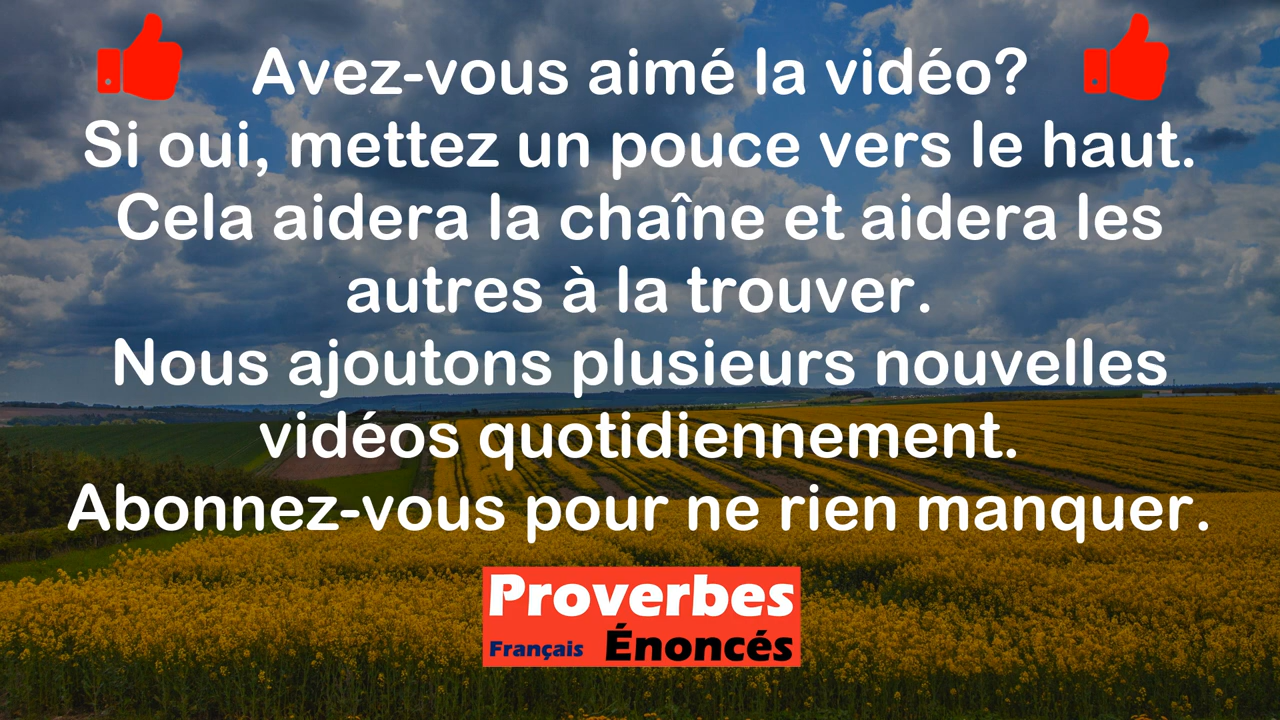 Avez-vous aimé la vidéo?
Si oui, mettez un pouce vers le haut.
Cela aidera la chaîne et aidera les
autres à la trouver.
Nous ajoutons plusieurs nouvelles
vidéos quotidiennement.
Abonnez-vous pour ne rien manquer.
Proverbes
Français Énoncés